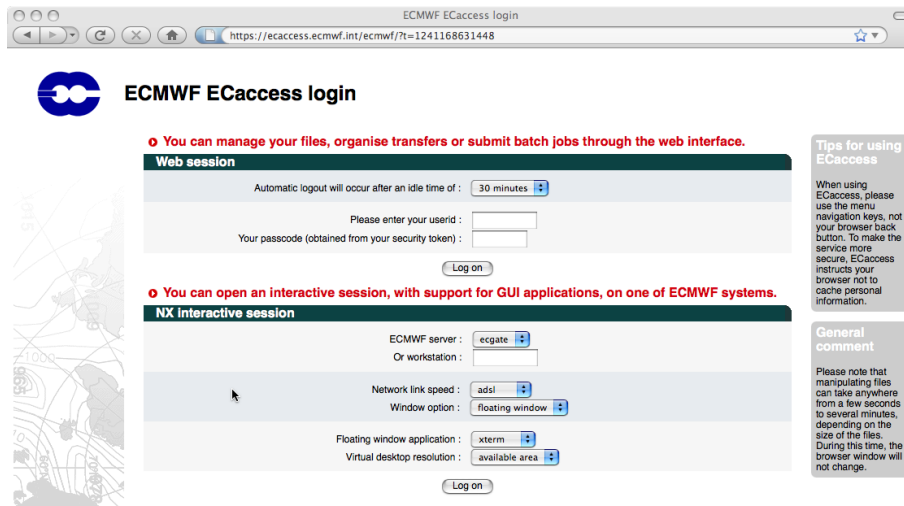 ECMWF ECaccess login
https://ecaccess.ecmwf.int/ecmwf/?t=1241168631448
ECMWF ECaccess login
You can manage your files, organise transfers or submit batch jobs through the web interface.
Web session
Automatic logout will occur after an idle time of : 30 minutes
Please enter your userid :
Your passcode (obtained from your security token) :
Log on
You can open an interactive session, with support for GUI applications, on one of ECMWF systems.
NX interactive session
ECMWF server : ecgate
Or workstation :
Network link speed : adsl
Window option : floating window
Floating window application : xterm
Virtual desktop resolution : available area
Log on
Tips for using
ECaccess
When using
ECaccess, please
use the menu
navigation keys, not
your browser back
button. To make the
service more
secure, ECaccess
instructs your
browser not to
cache personal
information.
General
comment
Please note that
manipulating files
can take anywhere
from a few seconds
to several minutes,
depending on the
size of the files.
During this time, the
browser window will
not change.
1015
1000
965